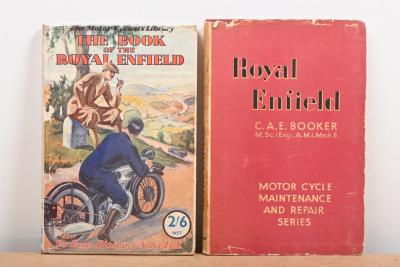 The Motor-Cyclist's Library
THE BOOK
OF THE
ROYAL ENFIELD
2/6
NET
Royal
Enfield
C.A.E. BOOKER
M.Sc.(Eng), A.M.I.Mech.E.
MOTOR CYCLE
MAINTENANCE
AND REPAIR
SERIES